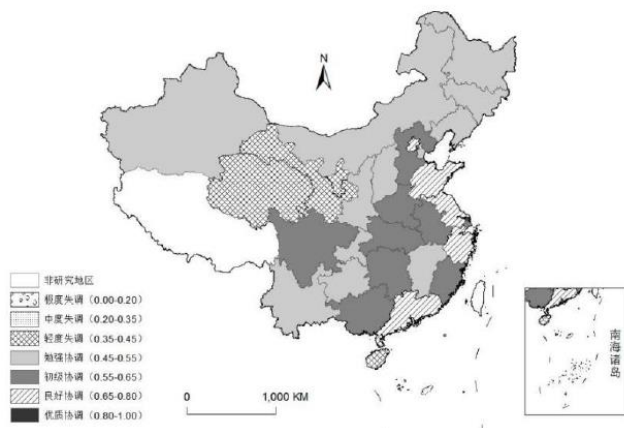 N
非研究地区
极度失调（0.00-0.20）
中度失调（0.20-0.35）
轻度失调（0.35-0.45）
勉强协调（0.45-0.55）
初级协调（0.55-0.65）
良好协调（0.65-0.80）
优质协调（0.80-1.00）
0
1,000 KM
南海诸岛